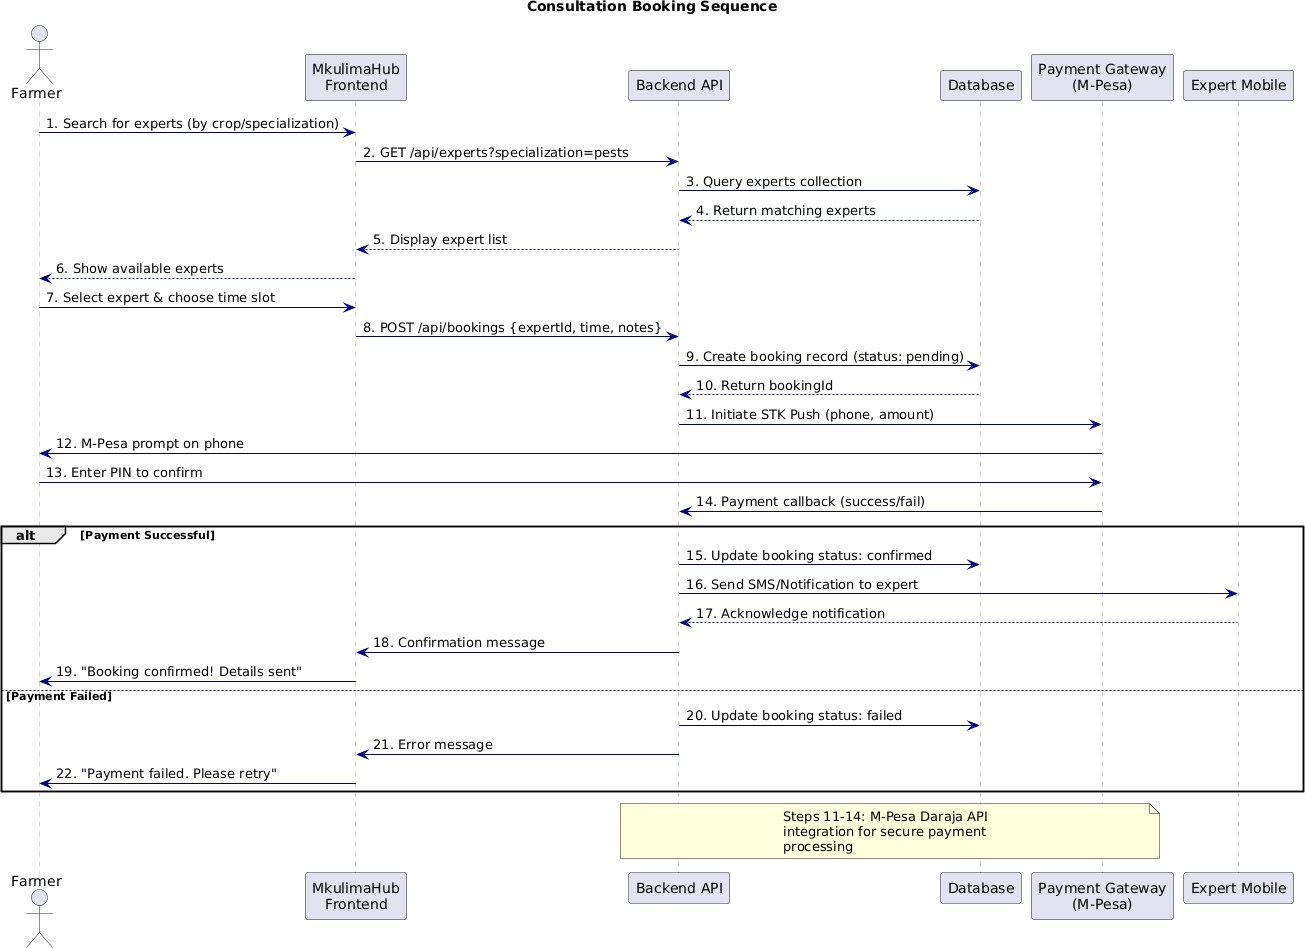 Consultation Booking Sequence
Farmer
MkulimaHub
Frontend
Backend API
Database
Payment Gateway
(M-Pesa)
Expert Mobile
1. Search for experts (by crop/specialization)
2. GET /api/experts?specialization=pests
3. Query experts collection
4. Return matching experts
5. Display expert list
6. Show available experts
7. Select expert & choose time slot
8. POST /api/bookings {expertId, time, notes}
9. Create booking record (status: pending)
10. Return bookingId
11. Initiate STK Push (phone, amount)
12. M-Pesa prompt on phone
13. Enter PIN to confirm
14. Payment callback (success/fail)
alt [Payment Successful]
15. Update booking status: confirmed
16. Send SMS/Notification to expert
17. Acknowledge notification
18. Confirmation message
19. "Booking confirmed! Details sent"
[Payment Failed]
20. Update booking status: failed
21. Error message
22. "Payment failed. Please retry"
Steps 11-14: M-Pesa Daraja API
integration for secure payment
processing
Farmer
MkulimaHub
Frontend
Backend API
Database
Payment Gateway
(M-Pesa)
Expert Mobile